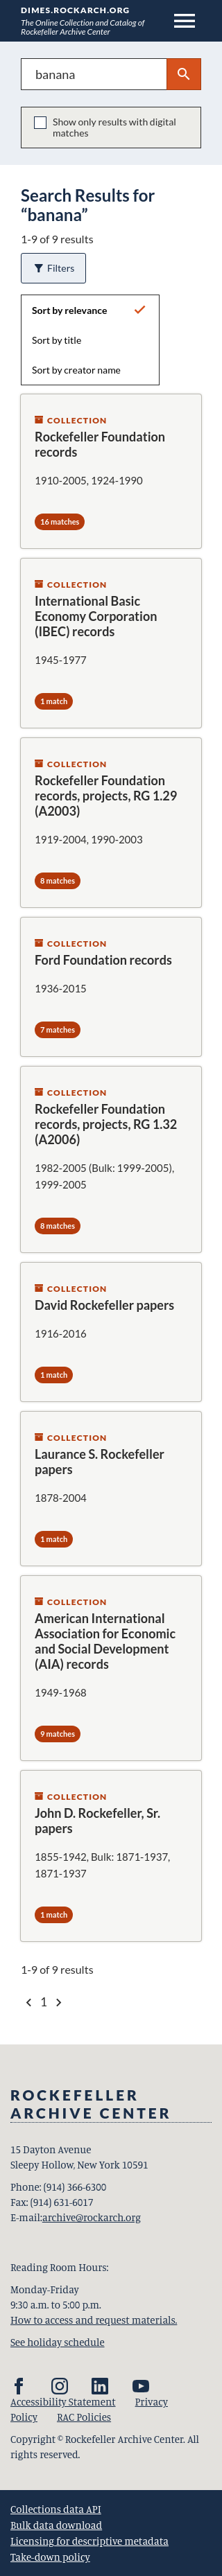 DIMES.ROCKARCH.ORG
The Online Collection and Catalog of
Rockefeller Archive Center
banana
Show only results with digital
matches
Search Results for
“banana”
1-9 of 9 results
Filters
Sort by relevance
Sort by title
Sort by creator name
COLLECTION
Rockefeller Foundation
records
1910-2005, 1924-1990
16 matches
COLLECTION
International Basic
Economy Corporation
(IBEC) records
1945-1977
1 match
COLLECTION
Rockefeller Foundation
records, projects, RG 1.29
(A2003)
1919-2004, 1990-2003
8 matches
COLLECTION
Ford Foundation records
1936-2015
7 matches
COLLECTION
Rockefeller Foundation
records, projects, RG 1.32
(A2006)
1982-2005 (Bulk: 1999-2005),
1999-2005
8 matches
COLLECTION
David Rockefeller papers
1916-2016
1 match
COLLECTION
Laurance S. Rockefeller
papers
1878-2004
1 match
COLLECTION
American International
Association for Economic
and Social Development
(AIA) records
1949-1968
9 matches
COLLECTION
John D. Rockefeller, Sr.
papers
1855-1942, Bulk: 1871-1937,
1871-1937
1 match
1-9 of 9 results
1
ROCKEFELLER
ARCHIVE CENTER
15 Dayton Avenue
Sleepy Hollow, New York 10591
Phone: (914) 366-6300
Fax: (914) 631-6017
E-mail:archive@rockarch.org
Reading Room Hours:
Monday-Friday
9:30 a.m. to 5:00 p.m.
How to access and request materials.
See holiday schedule
Accessibility Statement Privacy
Policy RAC Policies
Copyright © Rockefeller Archive Center. All
rights reserved.
Collections data API
Bulk data download
Licensing for descriptive metadata
Take-down policy